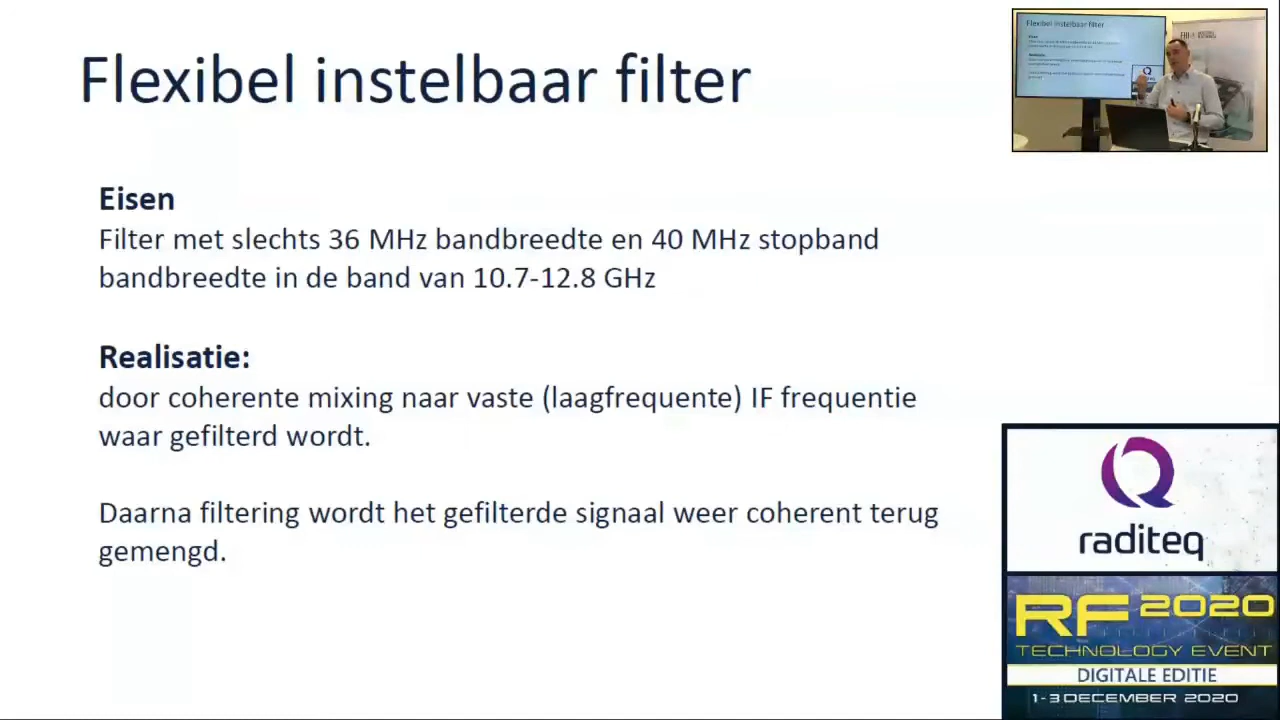 Flexibel instelbaar filter
Eisen
Filter met slechts 36 MHz bandbreedte en 40 MHz stopband
bandbreedte in de band van 10.7-12.8 GHz
Realisatie:
door coherente mixing naar vaste (laagfrequente) IF frequentie
waar gefilterd wordt.
Daarna filtering wordt het gefilterde signaal weer coherent terug
gemengd.
Flexibel instelbaar filter
raditeq
RF 2020
TECHNOLOGY EVENT
DIGITALE EDITIE
1-3 DECEMBER 2020